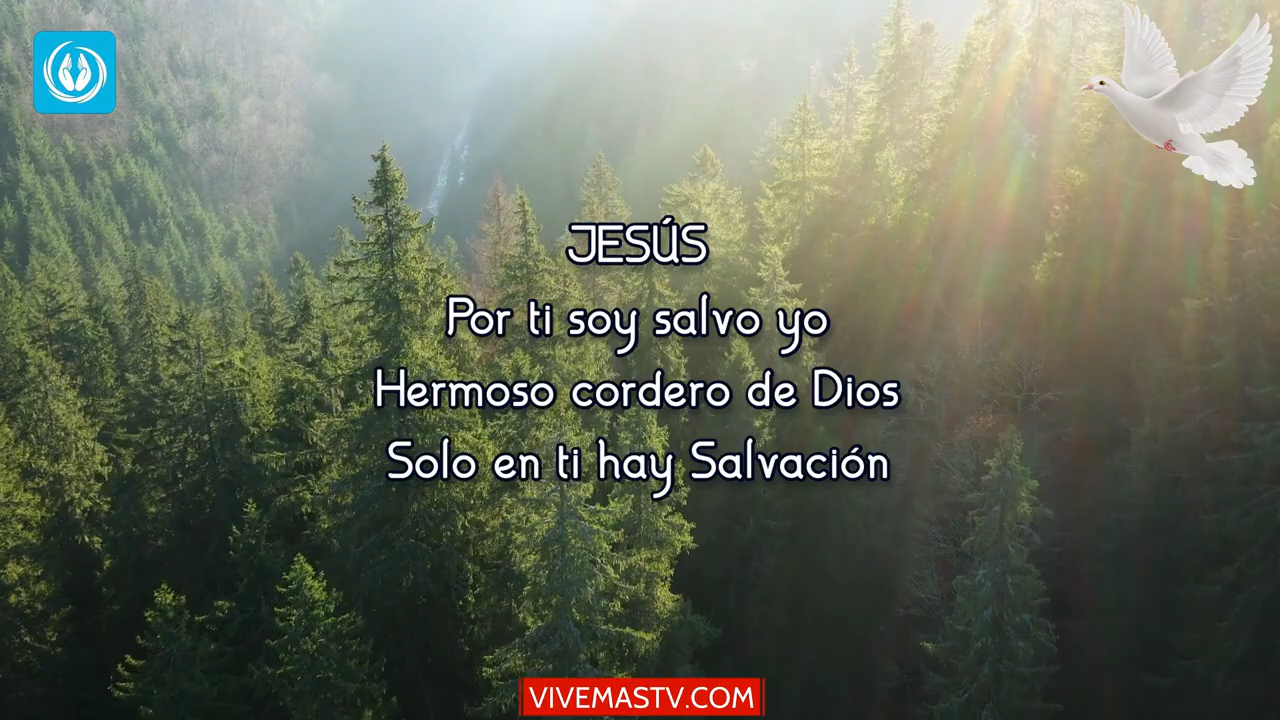 JESÚS
Por ti soy salvo yo
Hermoso cordero de Dios
Solo en ti hay Salvación
VIVEMASTV.COM